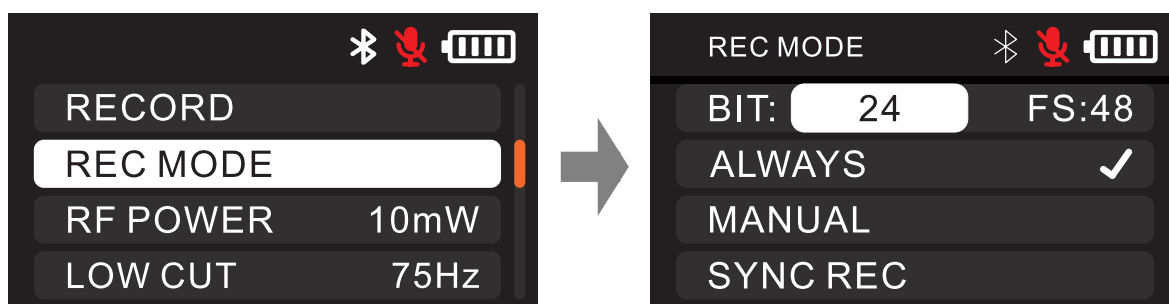 RECORD
REC MODE
RF POWER 10mW
LOW CUT 75Hz
REC MODE
BIT: 24 FS:48
ALWAYS
MANUAL
SYNC REC